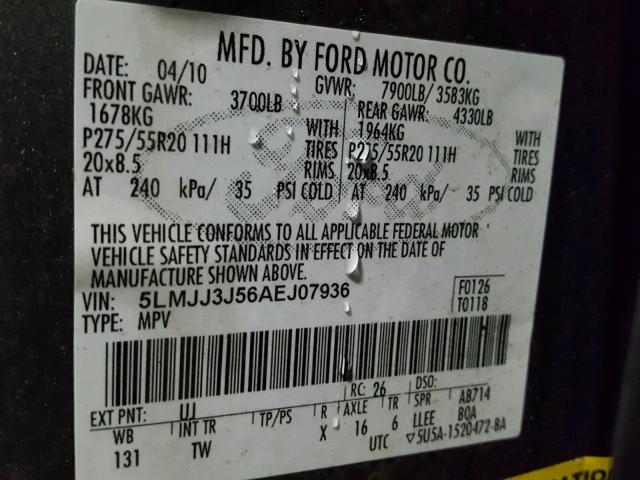 MFD. BY FORD MOTOR CO.
DATE: 04/10 GVWR: 7900LB/ 3583KG
FRONT GAWR: 3700LB REAR GAWR: 4330LB
1678KG WITH 1964KG WITH
P275/55R20 111H TIRES P275/55R20 111H TIRES
20x8.5 RIMS 20x8.5 RIMS
AT 240 kPa/ 35 PSI COLD AT 240 kPa/ 35 PSI COLD
THIS VEHICLE CONFORMS TO ALL APPLICABLE FEDERAL MOTOR
VEHICLE SAFETY STANDARDS IN EFFECT ON THE DATE OF
MANUFACTURE SHOWN ABOVE.
VIN: 5LMJJ3J56AEJ07936 F0126
TYPE: MPV T0118
RC: 26 DSO:
EXT PNT: UJ TP/PS R AXLE TR SPR AB714
WB INT TR X 16 6 LLEE BOA
131 TW UTC ▽5U5A-1520472-BA